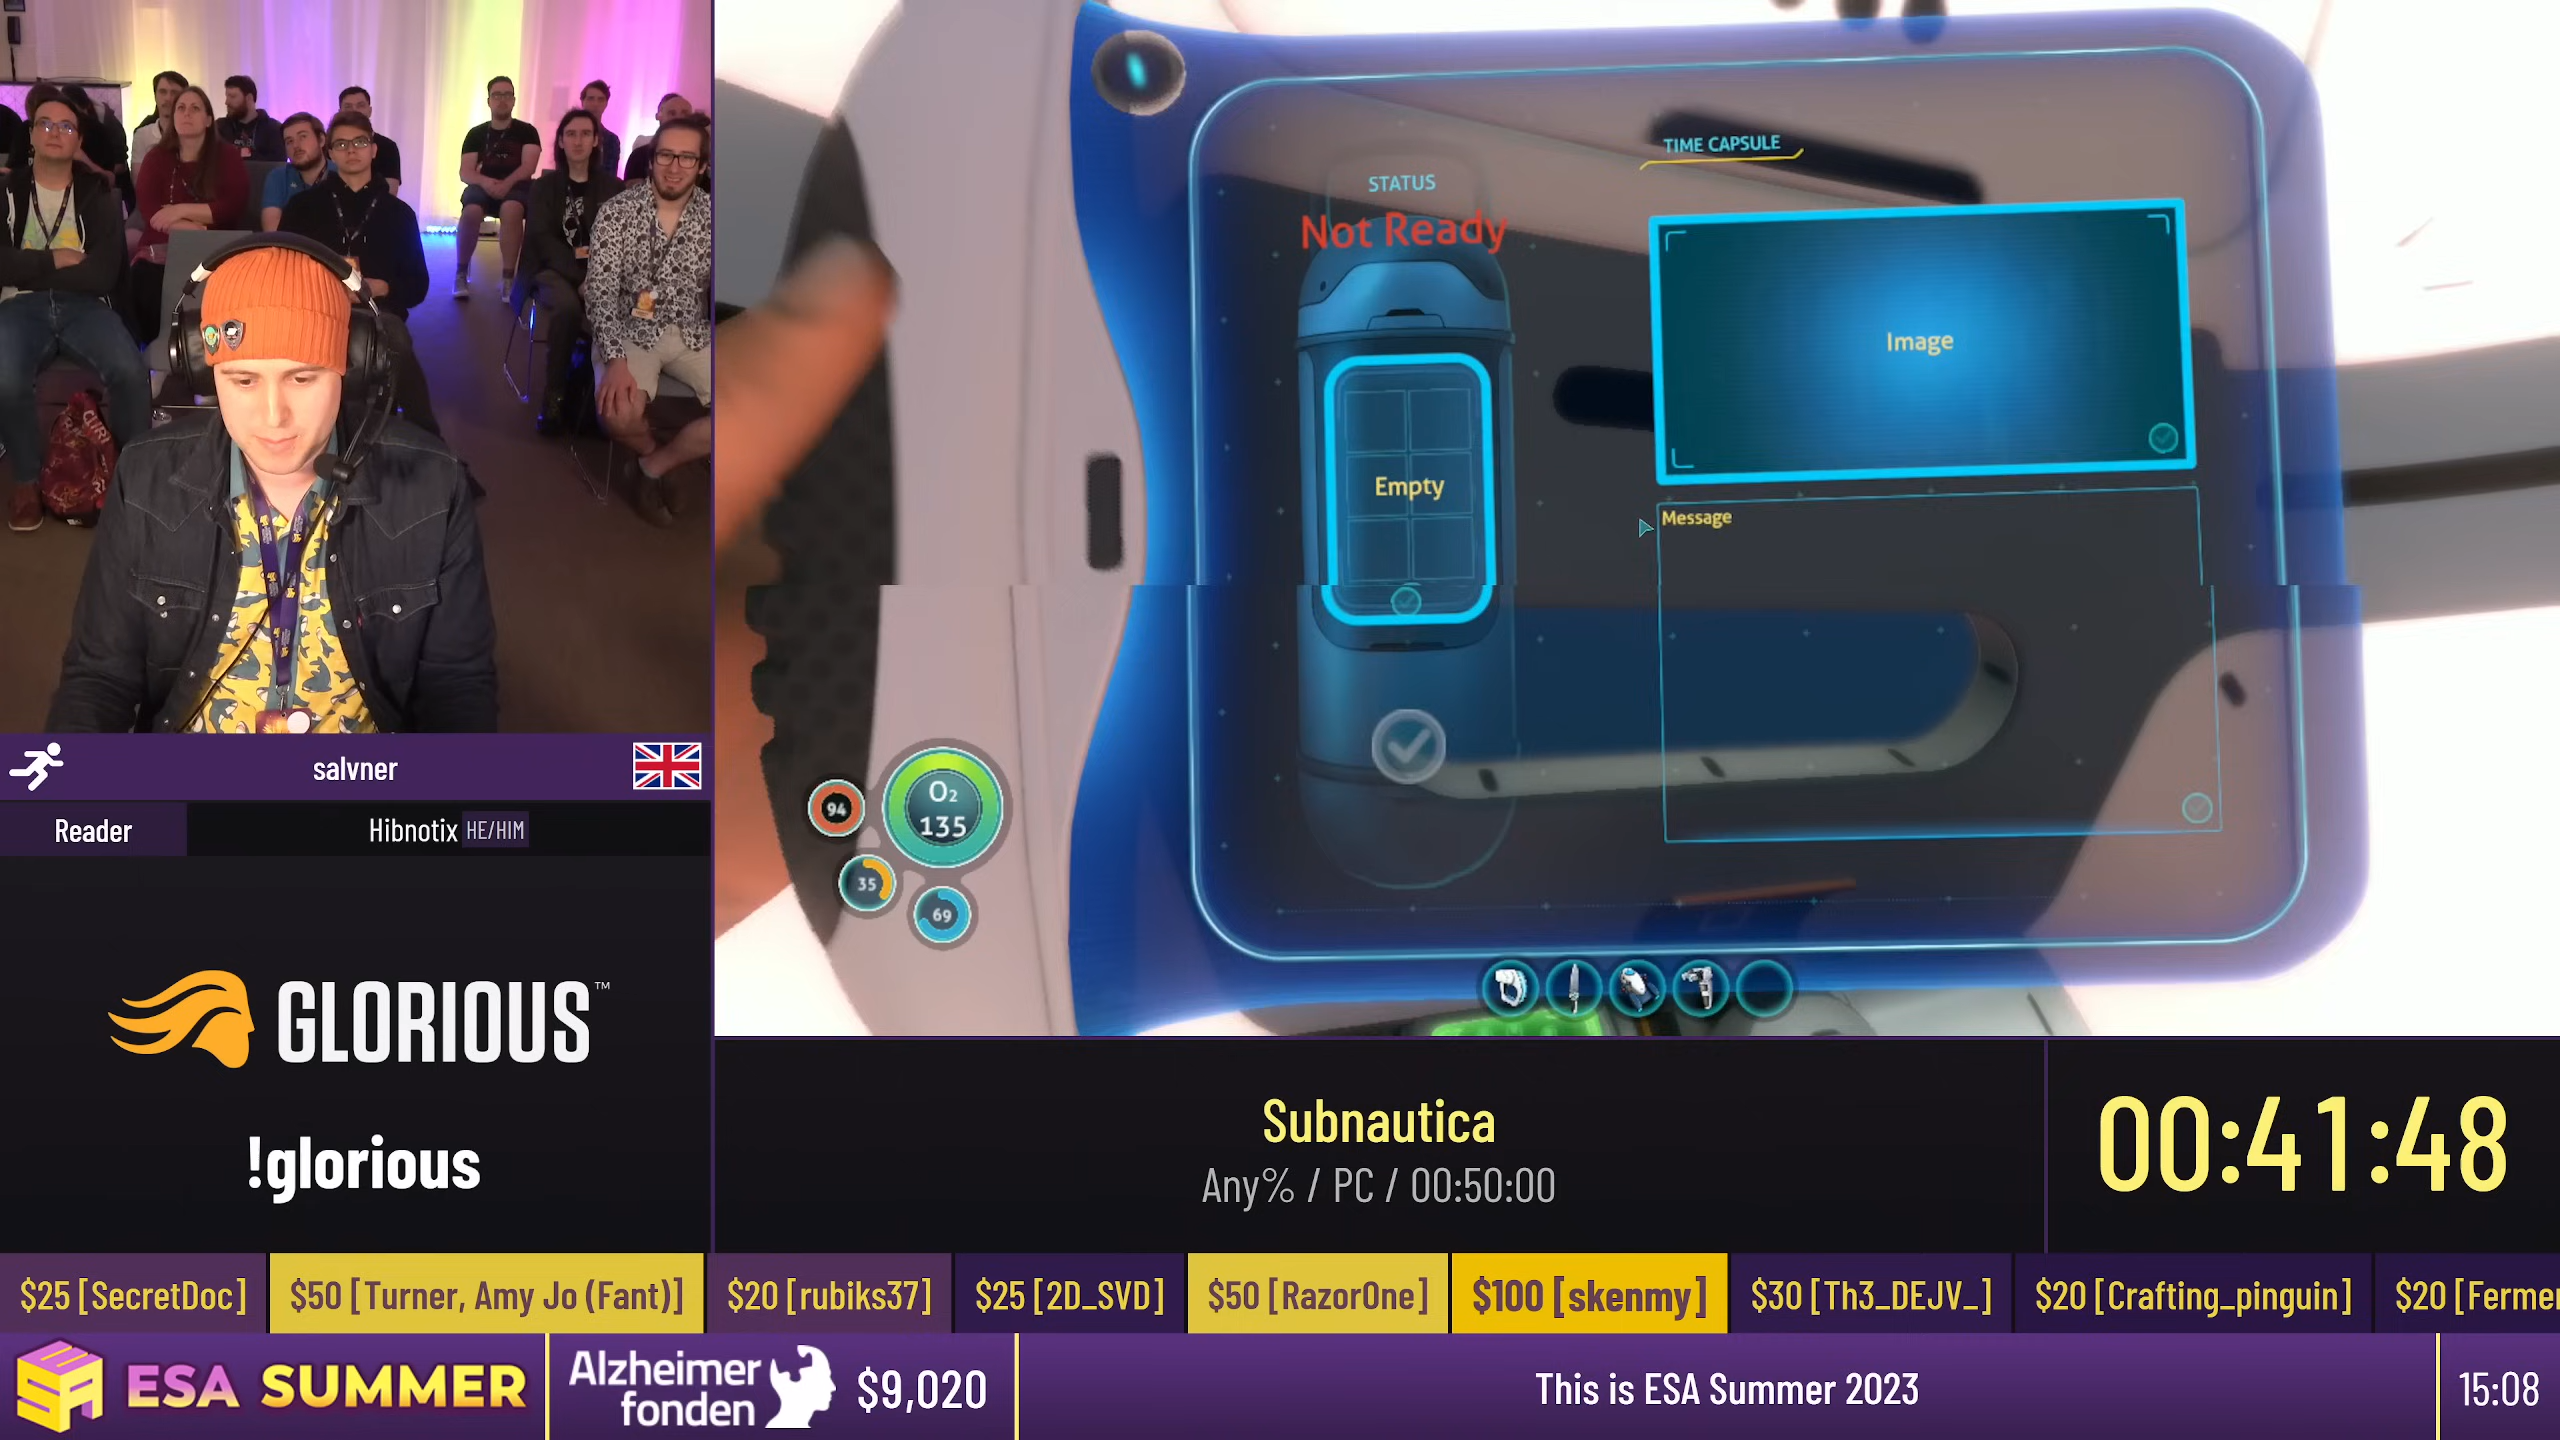 STATUS
Not Ready
TIME CAPSULE
Image
Empty
Message
94
O₂
135
35
69
salvner
Reader
Hibnotix HE/HIM
GLORIOUS™
!glorious
Subnautica
Any% / PC / 00:50:00
00:41:48
$25 [SecretDoc]
$50 [Turner, Amy Jo (Fant)]
$20 [rubiks37]
$25 [2D_SVD]
$50 [RazorOne]
$100 [skenmy]
$30 [Th3_DEJV_]
$20 [Crafting_pinguin]
$20 [Fermer
ESA SUMMER
Alzheimer
fonden
$9,020
This is ESA Summer 2023
15:08